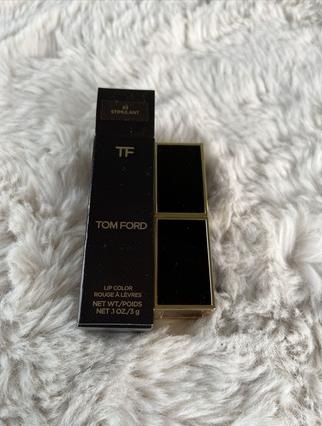 STIMULANT
TF
TOM FORD
LIP COLOR
ROUGE À LÈVRES
NET WT./POIDS
NET .1 OZ./3 g